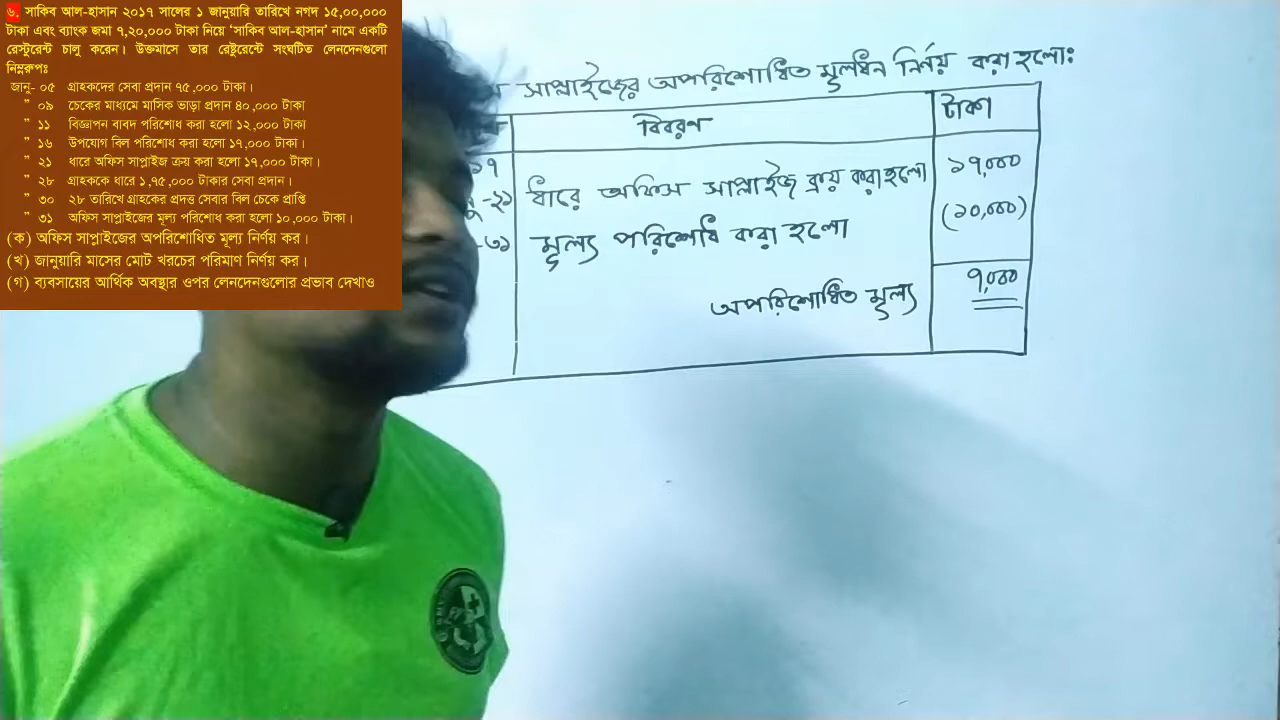 ৬. সাকিব আল-হাসান ২০১৭ সালের ১ জানুয়ারি তারিখে নগদ ১৫,০০,০০০
টাকা এবং ব্যাংক জমা ৭,২০,০০০ টাকা নিয়ে ‘সাকিব আল-হাসান’ নামে একটি
রেস্টুরেন্ট চালু করেন। উক্তমাসে তার রেষ্টুরেন্টে সংঘটিত লেনদেনগুলো
নিম্নরুপঃ
জানু- ০৫ গ্রাহকদের সেবা প্রদান ৭৫,০০০ টাকা।
" ০৯ চেকের মাধ্যমে মাসিক ভাড়া প্রদান ৪০,০০০ টাকা
" ১১ বিজ্ঞাপন বাবদ পরিশোধ করা হলো ১২,০০০ টাকা
" ১৬ উপযোগ বিল পরিশোধ করা হলো ১৭,০০০ টাকা।
" ২১ ধারে অফিস সাপ্লাইজ ক্রয় করা হলো ১৭,০০০ টাকা।
" ২৮ গ্রাহককে ধারে ১,৭৫,০০০ টাকার সেবা প্রদান।
" ৩০ ২৮ তারিখে গ্রাহকের প্রদত্ত সেবার বিল চেকে প্রাপ্তি
" ৩১ অফিস সাপ্লাইজের মূল্য পরিশোধ করা হলো ১০,০০০ টাকা।
(ক) অফিস সাপ্লাইজের অপরিশোধিত মূল্য নির্ণয় কর।
(খ) জানুয়ারি মাসের মোট খরচের পরিমাণ নির্ণয় কর।
(গ) ব্যবসায়ের আর্থিক অবস্থার ওপর লেনদেনগুলোর প্রভাব দেখাও
সাপ্লাইজের অপরিশোধিত মূলধন নির্ণয় করা হলোঃ
বিবরণ টাকা
১৭
-২১ ধারে অফিস সাপ্লাইজ ক্রয় করা হলো ১৭,০০০
-৩১ মূল্য পরিশোধ করা হলো (১০,০০০)
অপরিশোধিত মূল্য ৭,০০০